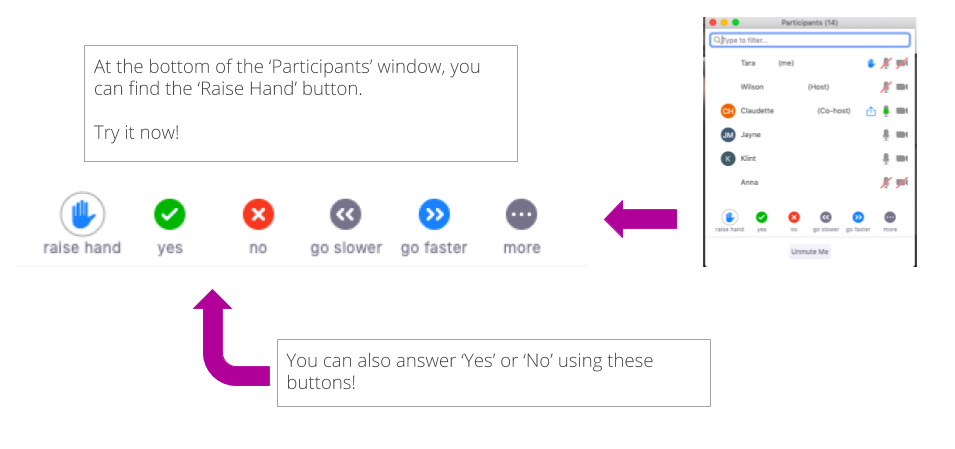 At the bottom of the ‘Participants’ window, you
can find the ‘Raise Hand’ button.
Try it now!
raise hand yes no go slower go faster more
You can also answer ‘Yes’ or ‘No’ using these
buttons!
Participants (14)
Type to filter...
Tara (me)
Wilson (Host)
CH Claudette (Co-host)
JM Jayne
K Klint
Anna
raise hand yes no go slower go faster more
Unmute Me